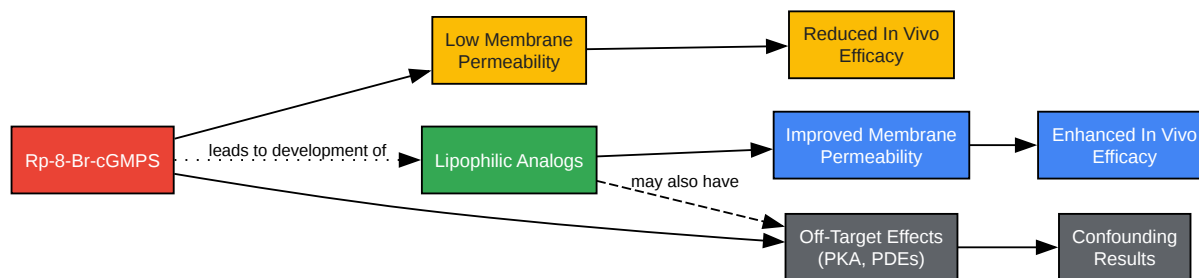 Low Membrane
Permeability
Reduced In Vivo
Efficacy
Rp-8-Br-cGMPS
leads to development of
Lipophilic Analogs
Improved Membrane
Permeability
Enhanced In Vivo
Efficacy
may also have
Off-Target Effects
(PKA, PDEs)
Confounding
Results